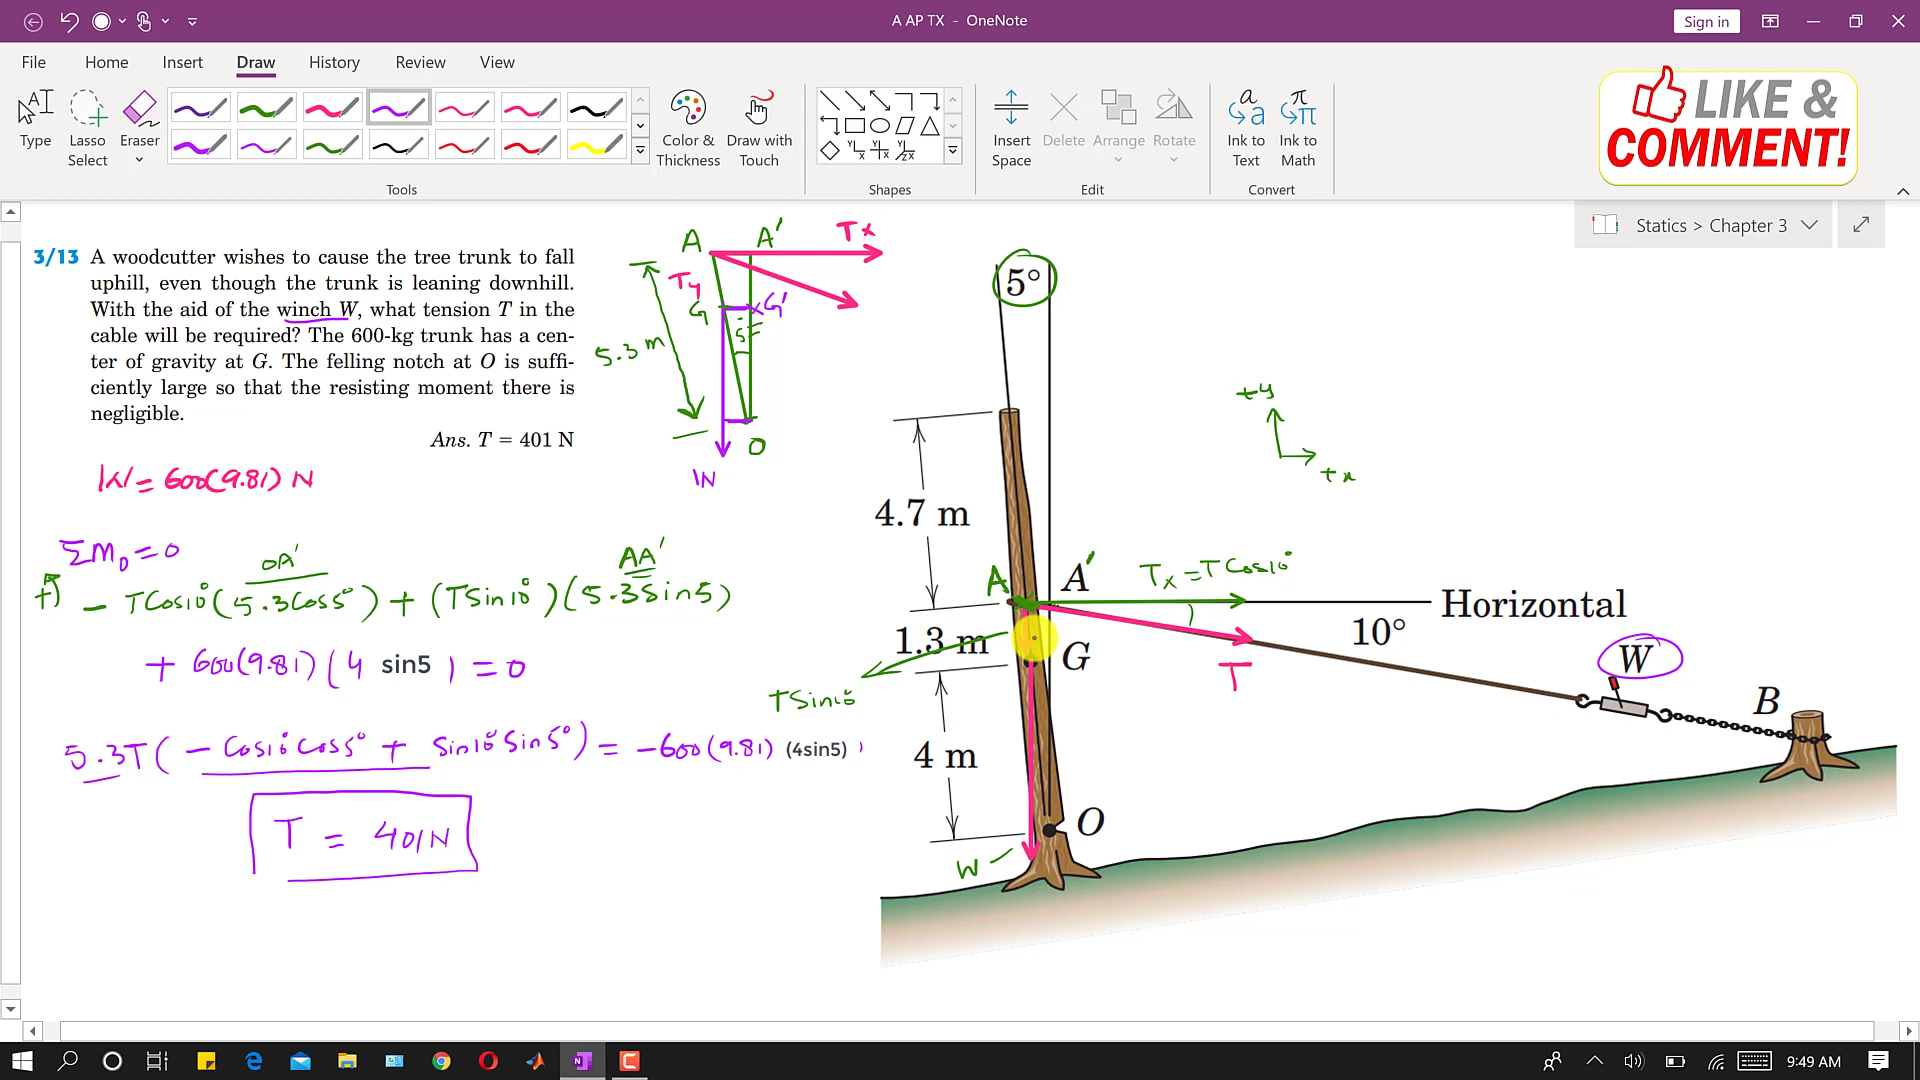 A AP TX - OneNote
Sign in
File Home Insert Draw History Review View
Type
Lasso Select
Eraser
Color & Thickness
Draw with Touch
Insert Space
Delete
Arrange
Rotate
Ink to Text
Ink to Math
Tools
Shapes
Edit
Convert
LIKE &
COMMENT!
Statics > Chapter 3
3/13 A woodcutter wishes to cause the tree trunk to fall
uphill, even though the trunk is leaning downhill.
With the aid of the winch W, what tension T in the
cable will be required? The 600-kg trunk has a cen-
ter of gravity at G. The felling notch at O is suffi-
ciently large so that the resisting moment there is
negligible.
Ans. T = 401 N
W = 600(9.81) N
ΣM₀ = 0
OA'
AA'
+) - TCos10° (5.3Cos5°) + (TSin10°)(5.3Sin5)
+ 600(9.81)(4 sin5) = 0
5.3T( - Cos10°Cos5° + Sin10°Sin5°) = -600(9.81) (4sin5)
T = 401N
A
A'
Tx
Ty
G
G'
5°
5.3 m
O
W
5°
+y
+x
4.7 m
A
A'
Tx = TCos10°
Horizontal
10°
1.3 m
G
T
W
TSin10°
B
4 m
O
W
9:49 AM